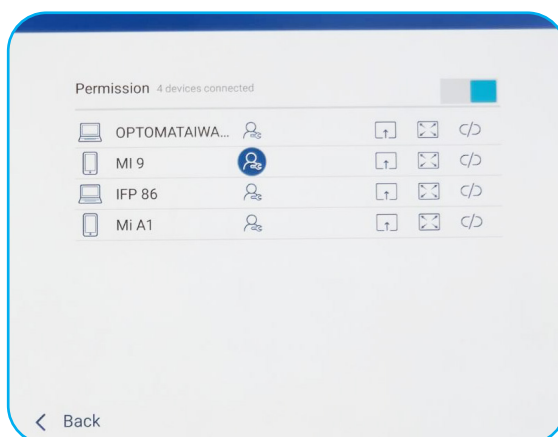 Permission 4 devices connected
OPTOMATAIWA...
MI 9
IFP 86
Mi A1
Back